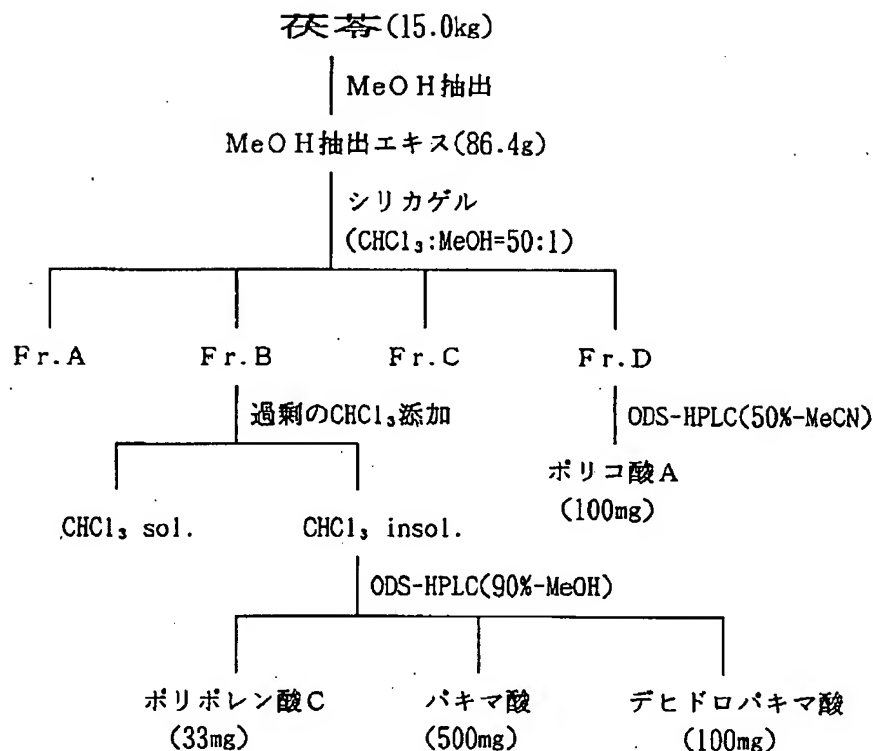 茯苓(15.0kg)
MeOH抽出
MeOH抽出エキス(86.4g)
シリカゲル
(CHCl₃:MeOH=50:1)
Fr.A Fr.B Fr.C Fr.D
過剰のCHCl₃添加
ODS-HPLC(50%-MeCN)
ポリコ酸A
(100mg)
CHCl₃ sol. CHCl₃ insol.
ODS-HPLC(90%-MeOH)
ポリポレン酸C パキマ酸 デヒドロパキマ酸
(33mg) (500mg) (100mg)